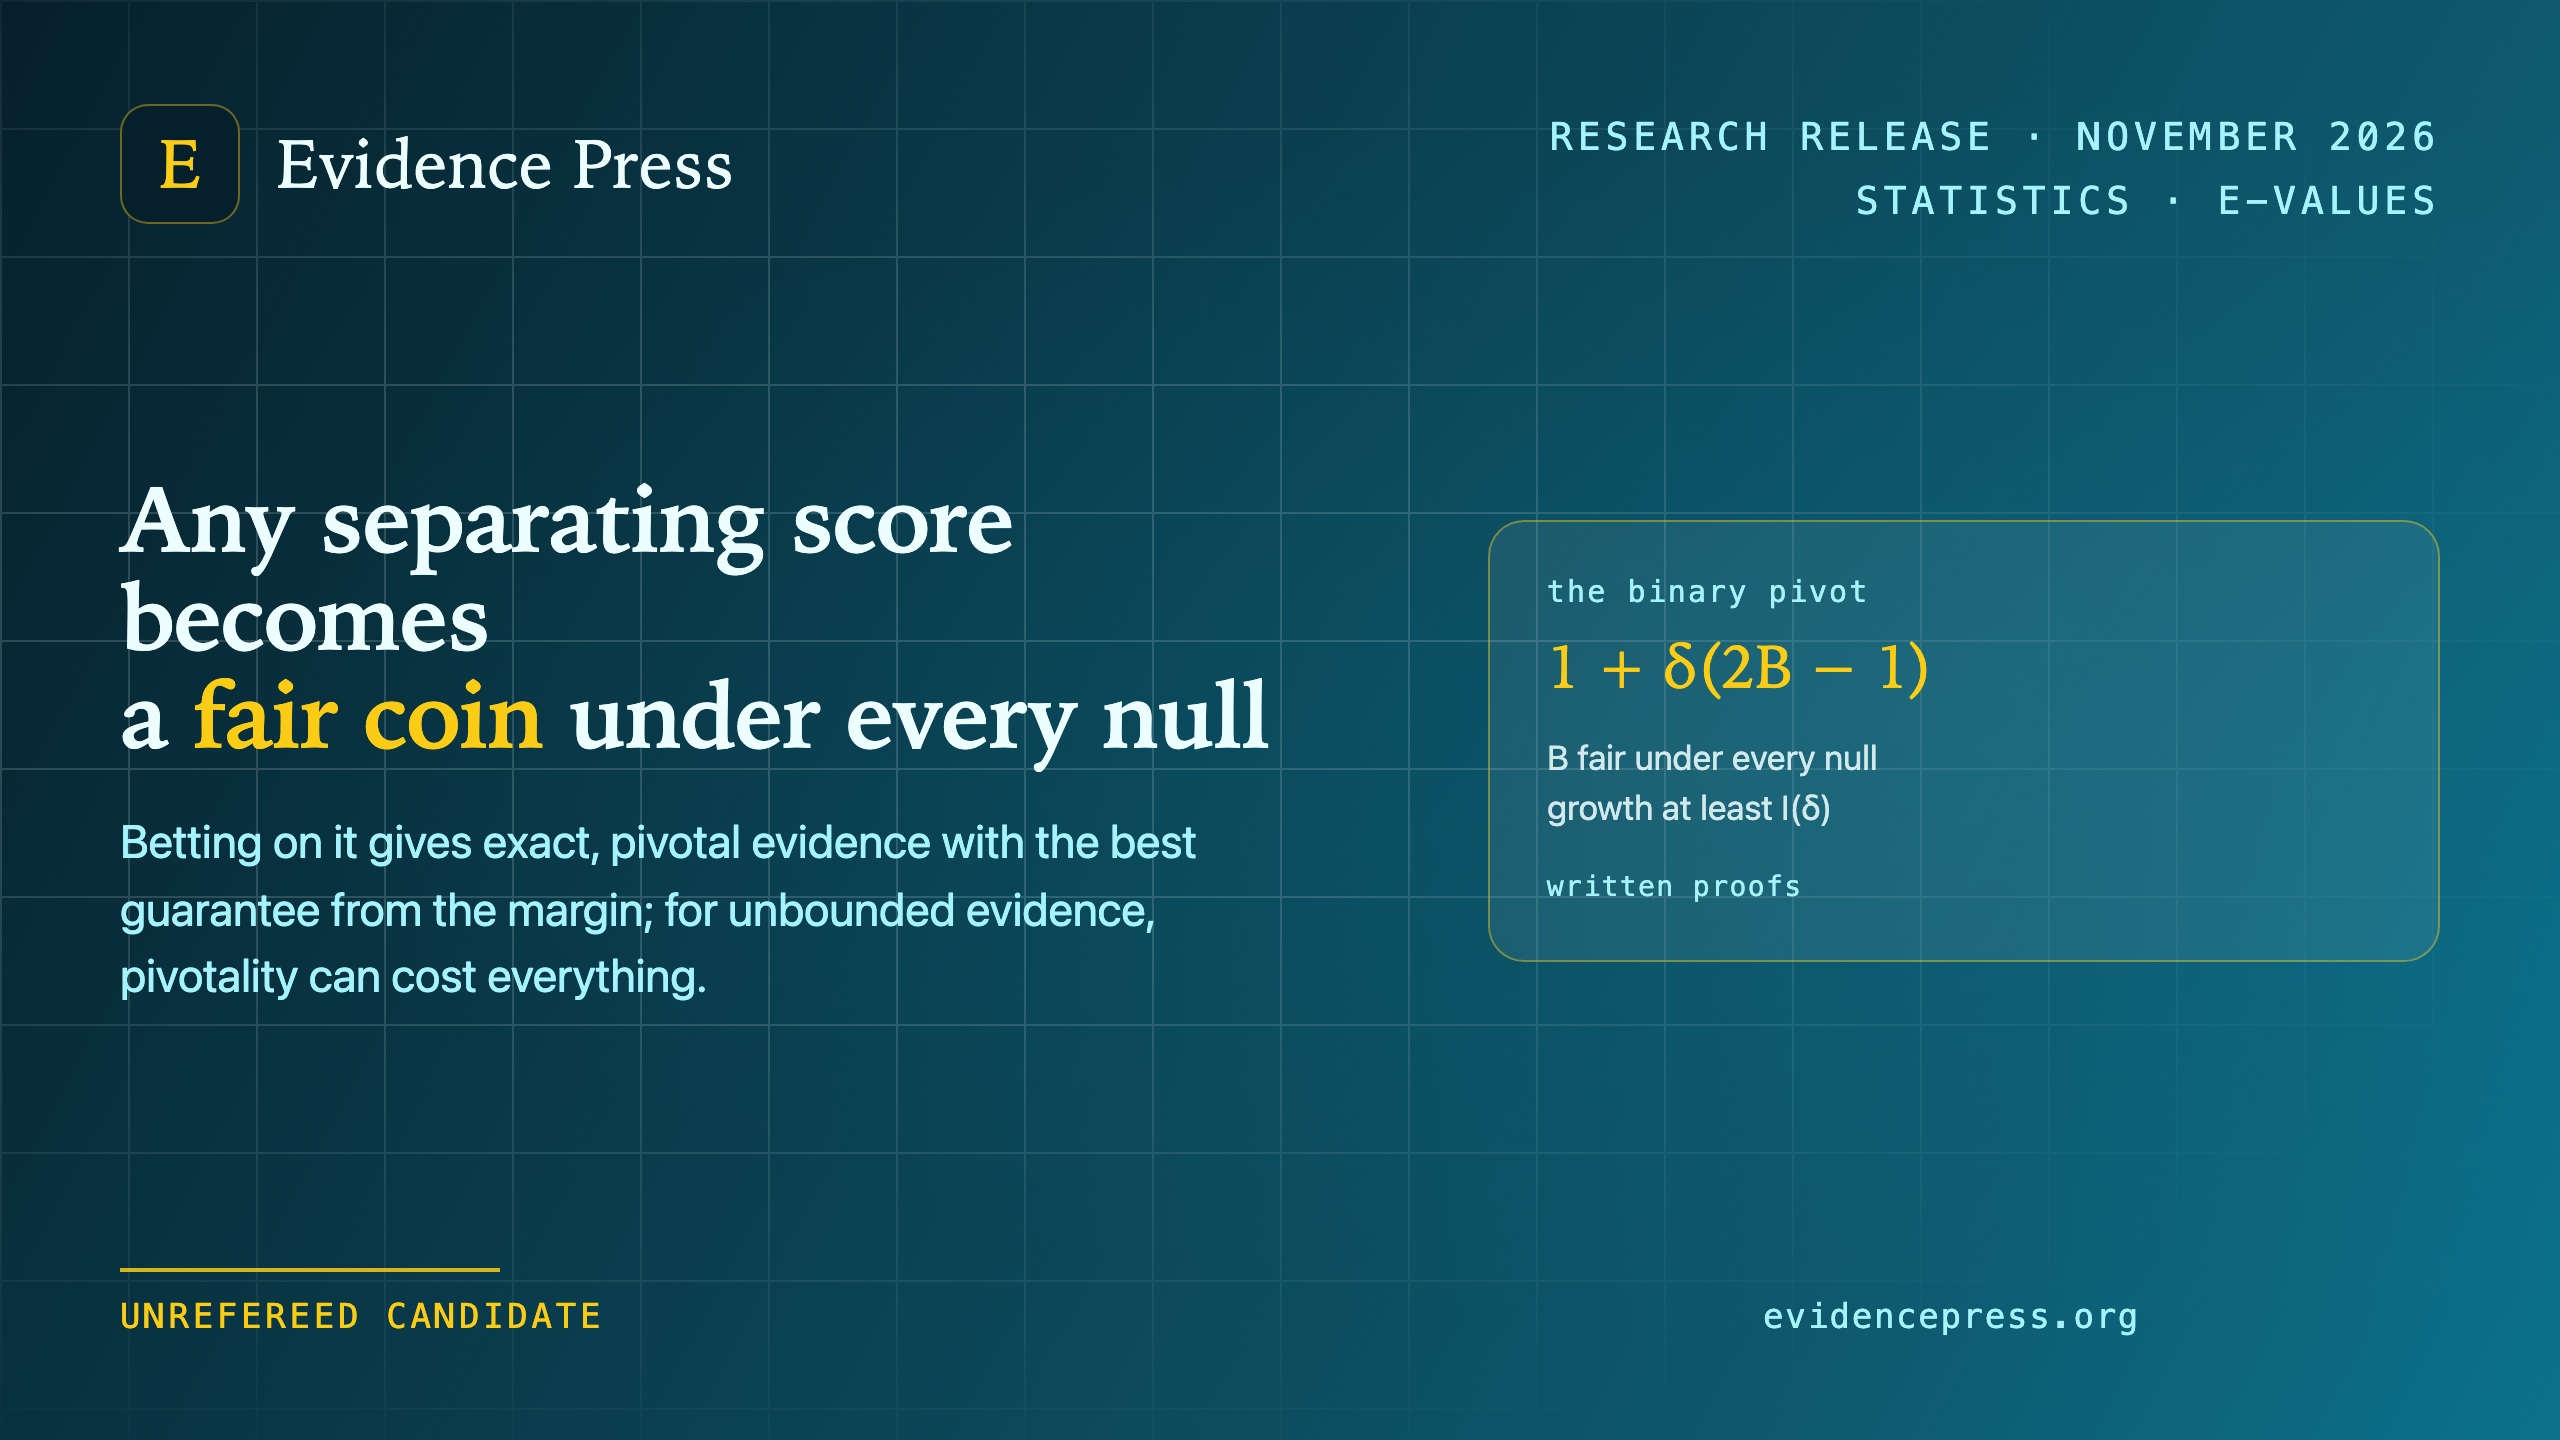 E
Evidence Press
RESEARCH RELEASE · NOVEMBER 2026
STATISTICS · E–VALUES
Any separating score
becomes
a fair coin under every null
Betting on it gives exact, pivotal evidence with the best
guarantee from the margin; for unbounded evidence,
pivotality can cost everything.
the binary pivot
1 + δ(2B − 1)
B fair under every null
growth at least I(δ)
written proofs
UNREFEREED CANDIDATE
evidencepress.org